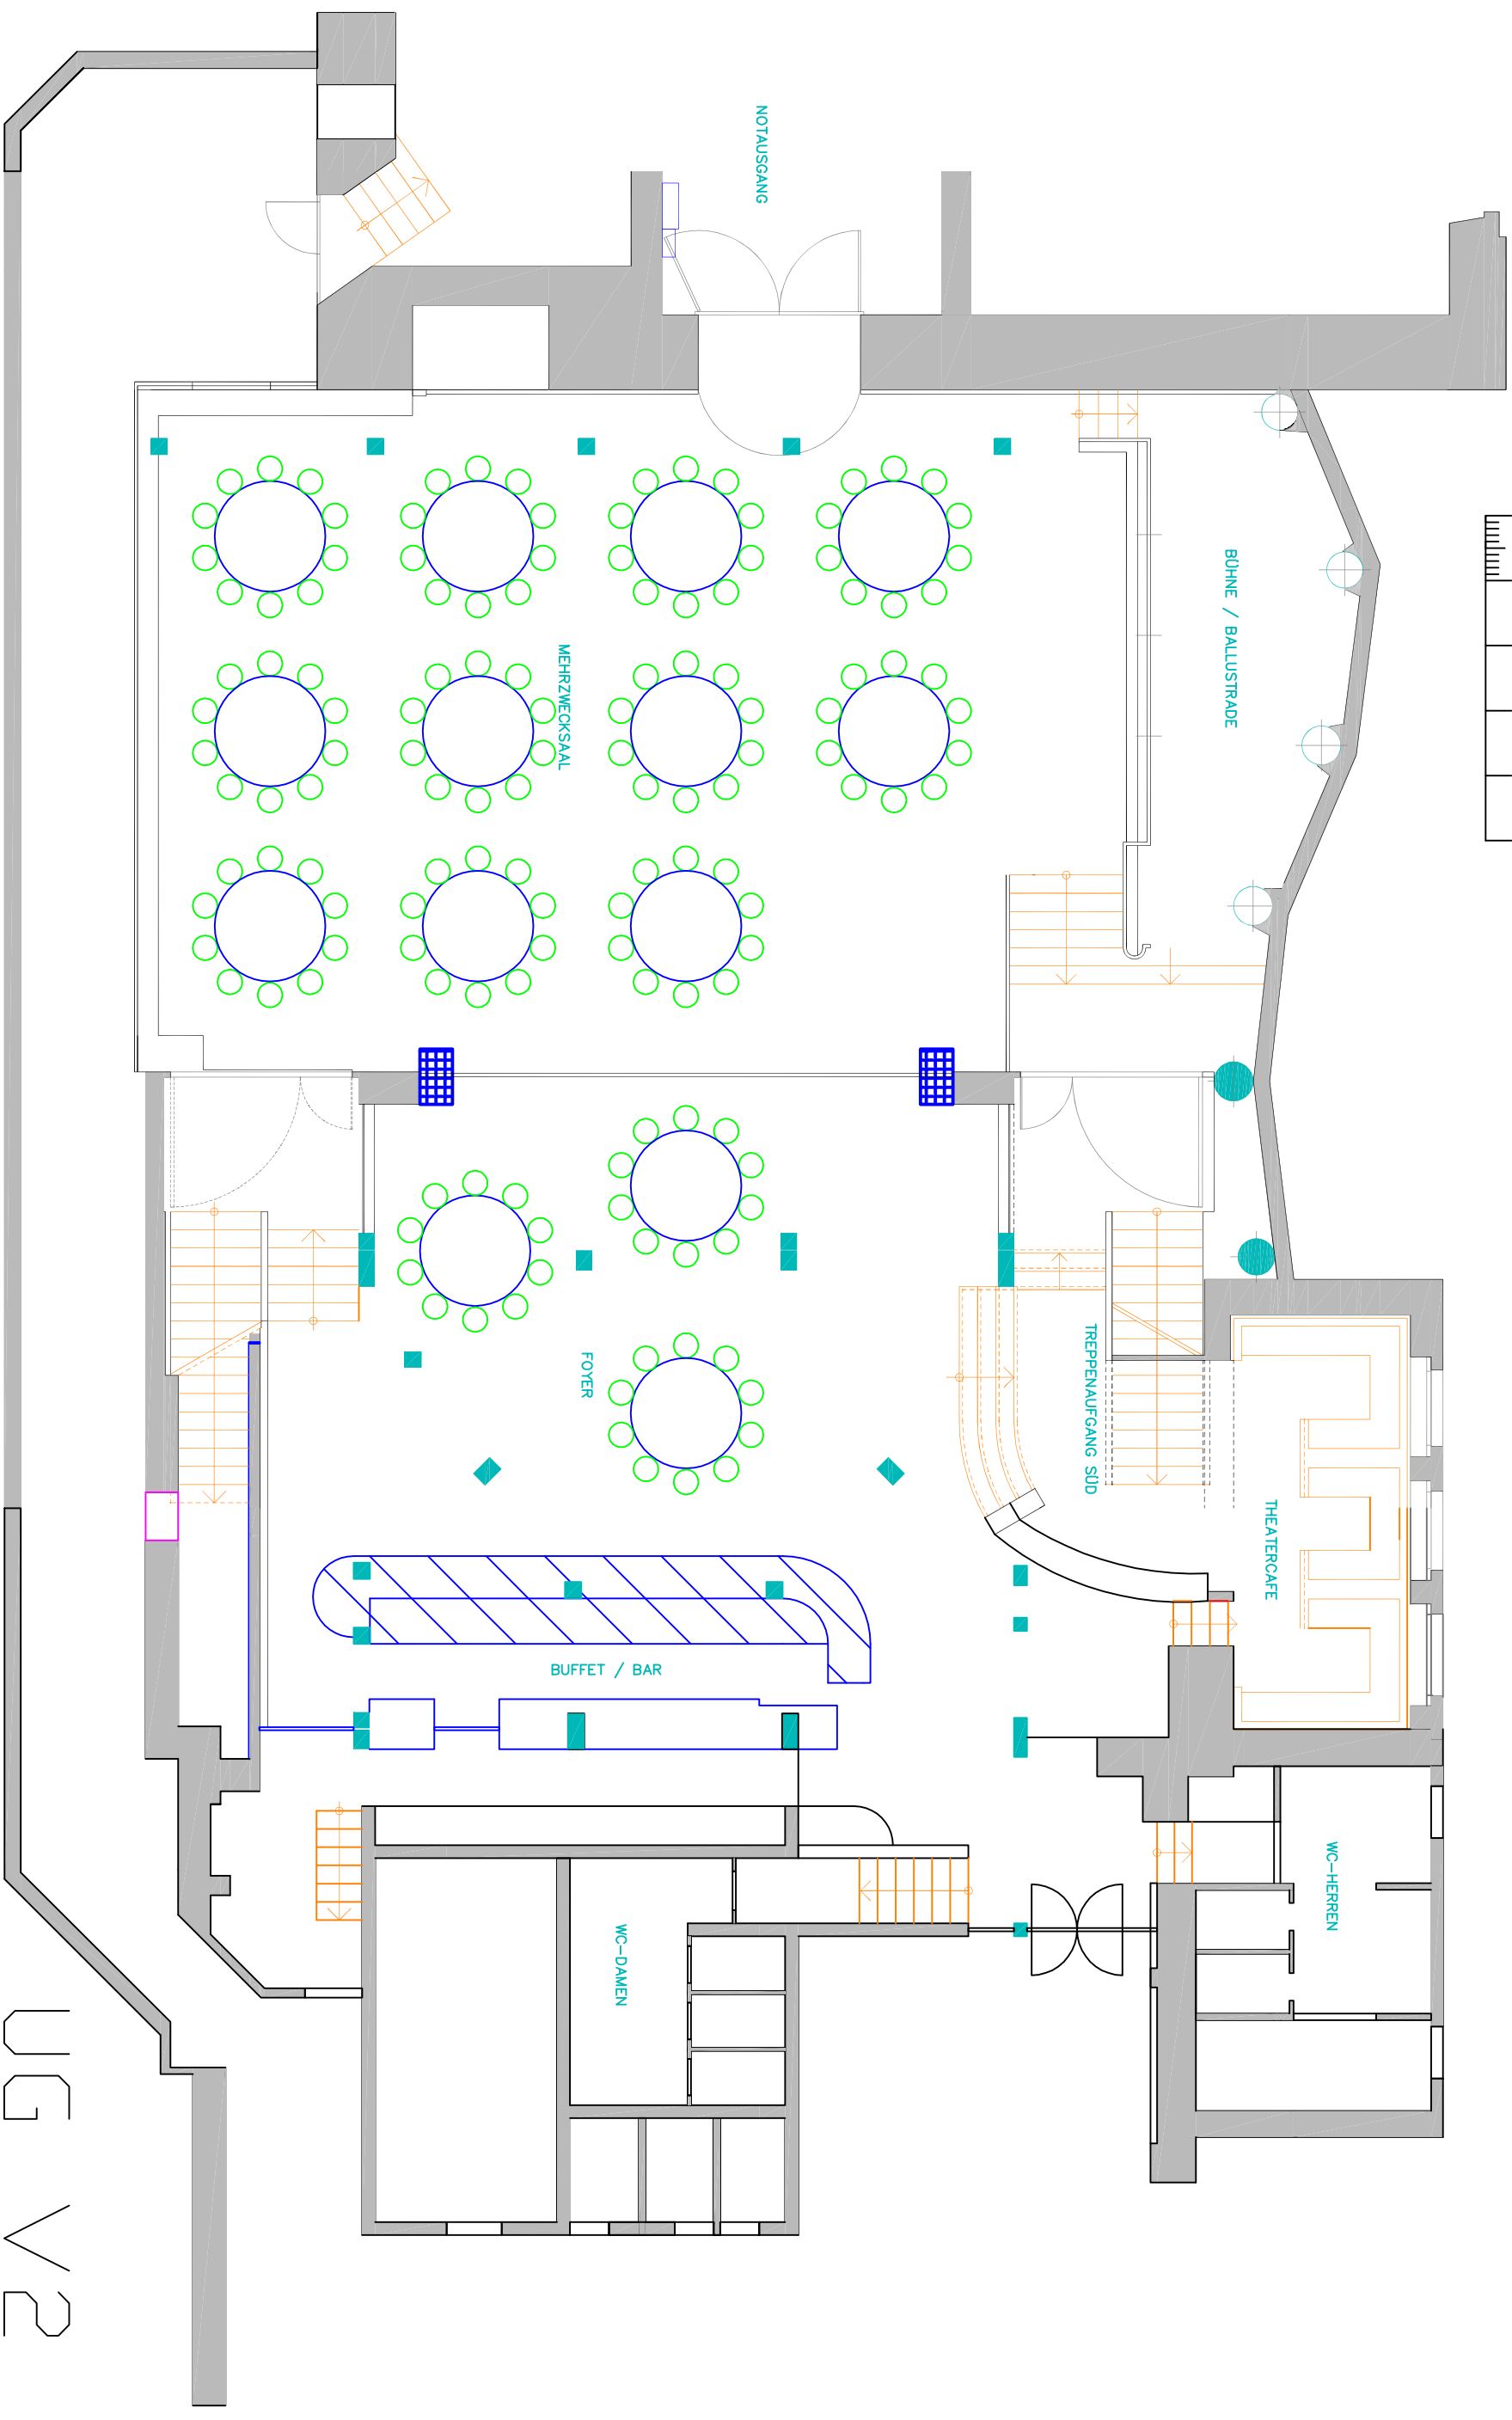 NOTAUSGANG
BÜHNE / BALLUSTRADE
MEHRZWECKSAAL
TREPPENAUFGANG SÜD
FOYER
THEATERCAFE
BUFFET / BAR
WC-HERREN
WC-DAMEN
UG V2